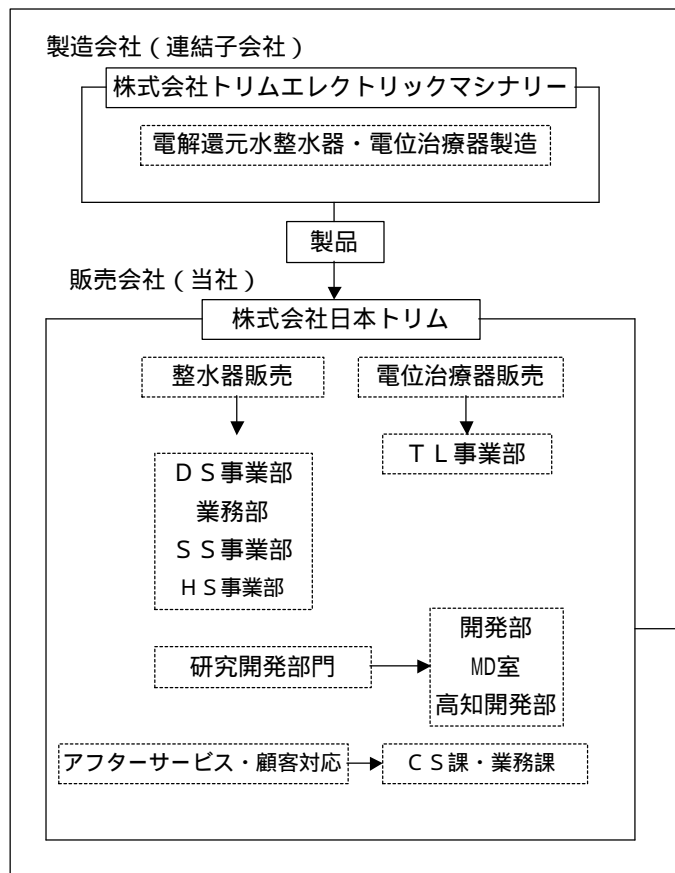 製造会社(連結子会社)
株式会社トリムエレクトリックマシナリー
電解還元水整水器・電位治療器製造
製品
販売会社(当社)
株式会社日本トリム
整水器販売
電位治療器販売
DS事業部
業務部
SS事業部
HS事業部
TL事業部
研究開発部門
開発部
MD室
高知開発部
アフターサービス・顧客対応
CS課・業務課